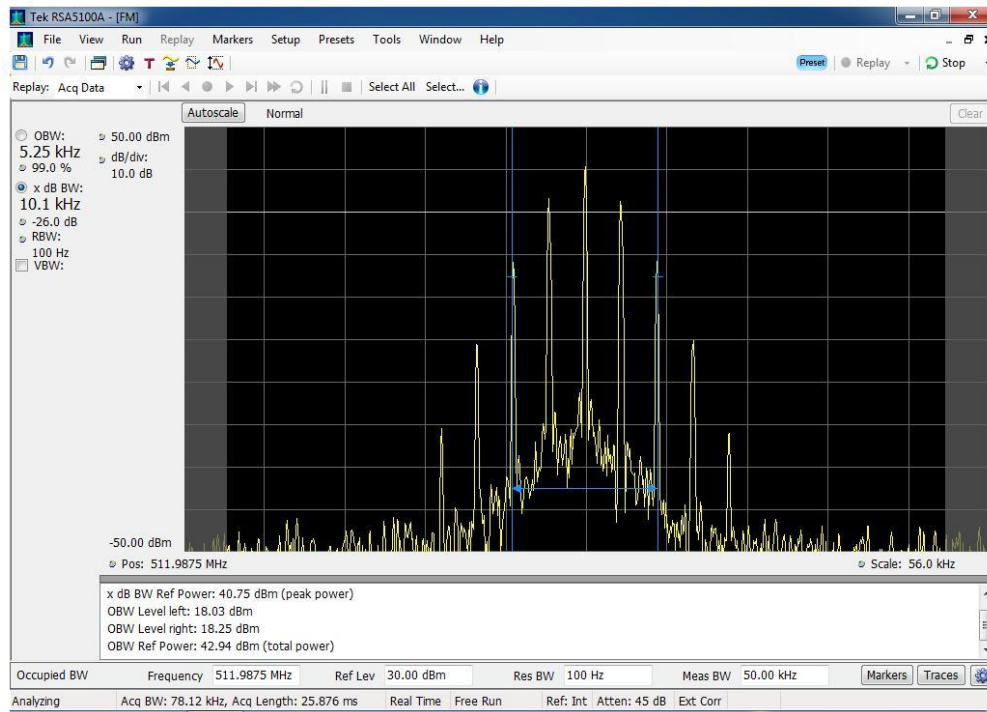 Tek RSA5100A - [FM]
File View Run Replay Markers Setup Presets Tools Window Help
Preset Replay Stop
Replay: Acq Data Select All Select...
Autoscale Normal Clear
OBW:
5.25 kHz
99.0 %
x dB BW:
10.1 kHz
-26.0 dB
RBW:
100 Hz
VBW:
50.00 dBm
dB/div:
10.0 dB
-50.00 dBm
Pos: 511.9875 MHz Scale: 56.0 kHz
x dB BW Ref Power: 40.75 dBm (peak power)
OBW Level left: 18.03 dBm
OBW Level right: 18.25 dBm
OBW Ref Power: 42.94 dBm (total power)
Occupied BW Frequency 511.9875 MHz Ref Lev 30.00 dBm Res BW 100 Hz Meas BW 50.00 kHz Markers Traces
Analyzing Acq BW: 78.12 kHz, Acq Length: 25.876 ms Real Time Free Run Ref: Int Atten: 45 dB Ext Corr